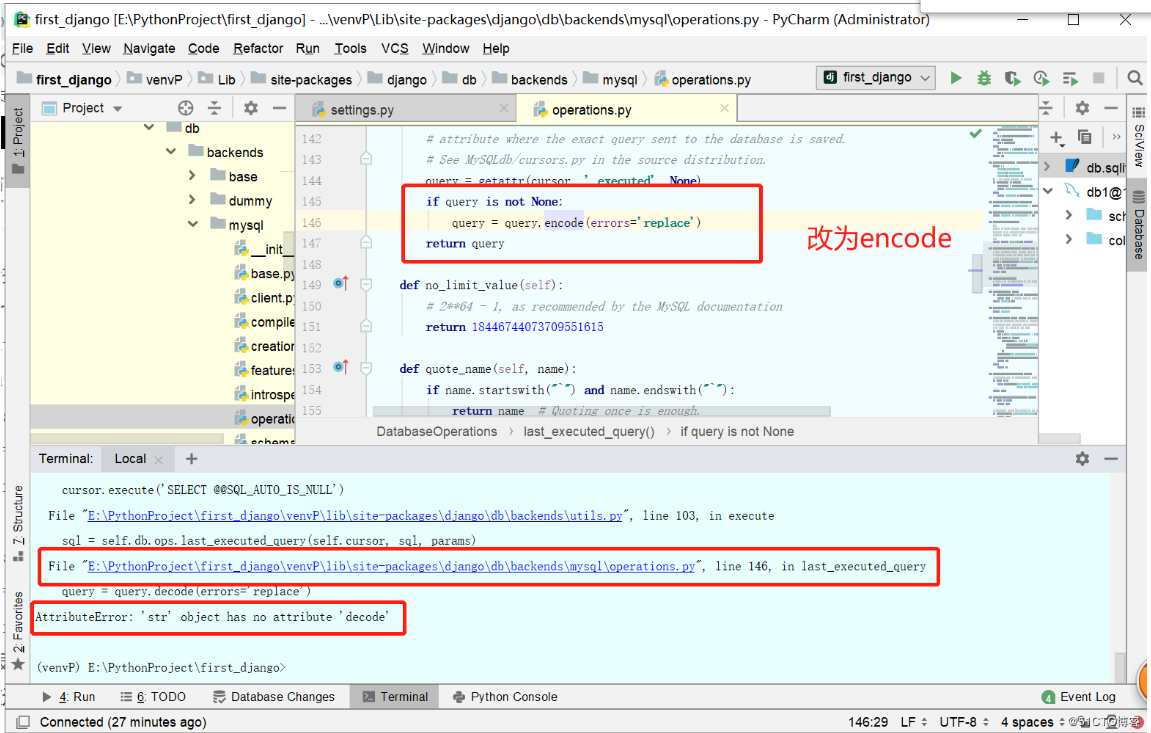 first_django [E:\PythonProject\first_django] - ...\venvP\Lib\site-packages\django\db\backends\mysql\operations.py - PyCharm (Administrator)
File Edit View Navigate Code Refactor Run Tools VCS Window Help
first_django venvP Lib site-packages django db backends mysql operations.py
first_django
Project
settings.py
operations.py
1: Project
db
backends
base
dummy
mysql
__init_
base.py
client.py
compile
creation
features
introspe
operatio
schema
142 # attribute where the exact query sent to the database is saved.
143 # See MySQLdb/cursors.py in the source distribution.
144 query = getattr(cursor, '_executed', None)
145 if query is not None:
146 query = query.encode(errors='replace')
147 return query
148
149 def no_limit_value(self):
150 # 2**64 - 1, as recommended by the MySQL documentation
151 return 18446744073709551615
152
153 def quote_name(self, name):
154 if name.startswith("`") and name.endswith("`"):
155 return name # Quoting once is enough.
改为encode
DatabaseOperations last_executed_query() if query is not None
db.sqli
db1@1
sch
col
SciView
Database
Terminal: Local
cursor.execute('SELECT @@SQL_AUTO_IS_NULL')
File "E:\PythonProject\first_django\venvP\lib\site-packages\django\db\backends\utils.py", line 103, in execute
sql = self.db.ops.last_executed_query(self.cursor, sql, params)
File "E:\PythonProject\first_django\venvP\lib\site-packages\django\db\backends\mysql\operations.py", line 146, in last_executed_query
query = query.decode(errors='replace')
AttributeError: 'str' object has no attribute 'decode'
(venvP) E:\PythonProject\first_django>
7: Structure
2: Favorites
4: Run 6: TODO Database Changes Terminal Python Console
4 Event Log
Connected (27 minutes ago)
146:29 LF UTF-8 4 spaces
@51CTO博客